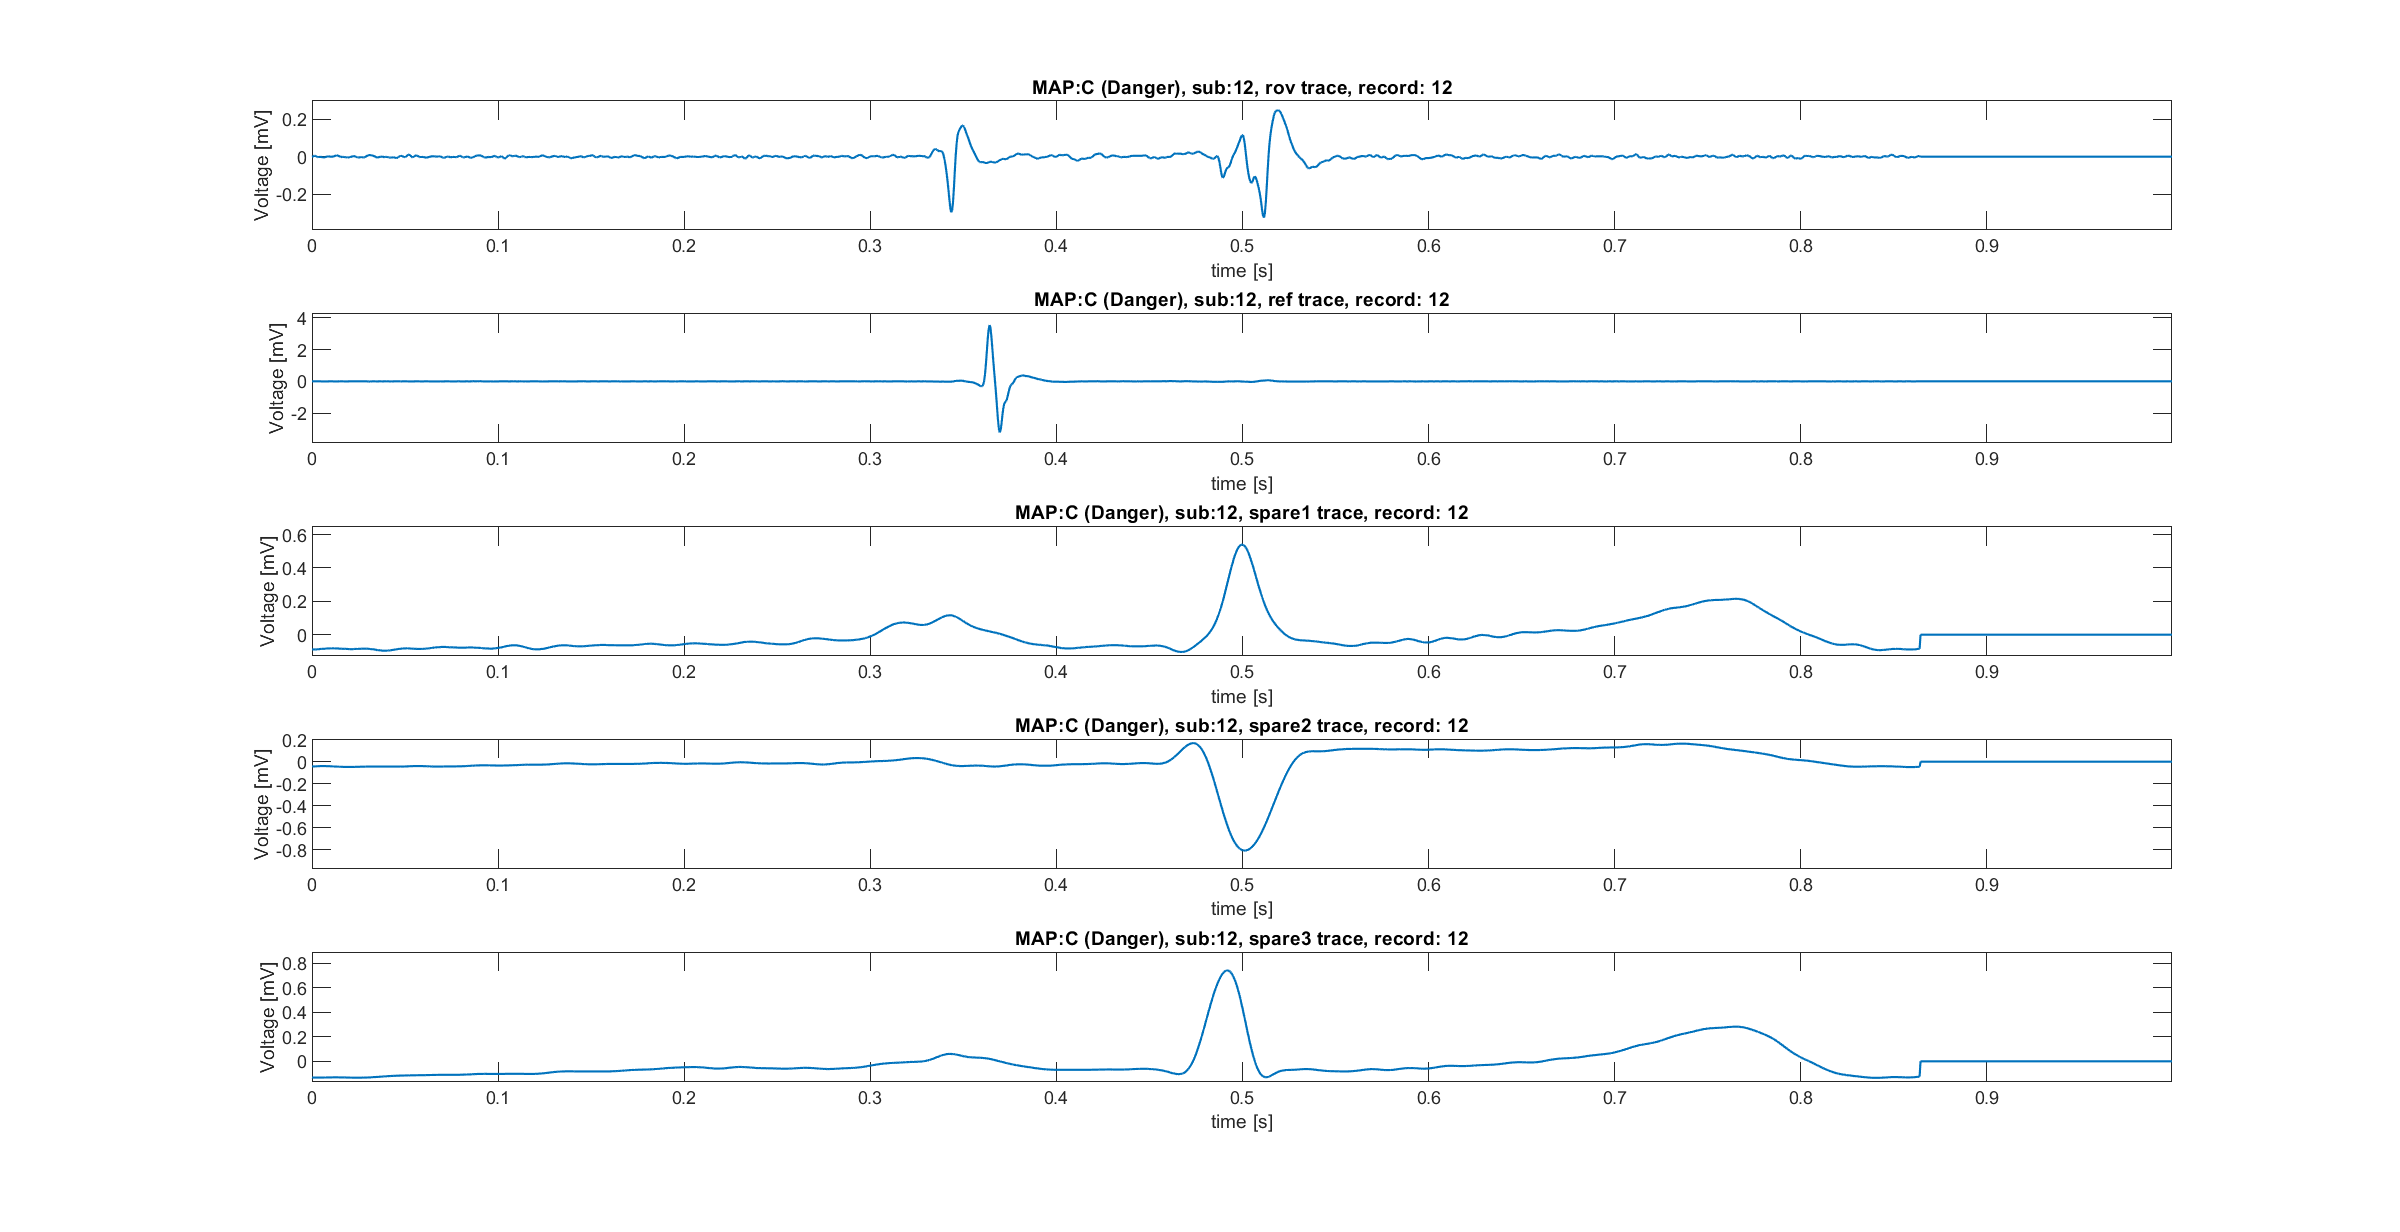 MAP:C (Danger), sub:12, rov trace, record: 12
Voltage [mV]
0.2
0
-0.2
0 0.1 0.2 0.3 0.4 0.5 0.6 0.7 0.8 0.9
time [s]
MAP:C (Danger), sub:12, ref trace, record: 12
Voltage [mV]
4
2
0
-2
0 0.1 0.2 0.3 0.4 0.5 0.6 0.7 0.8 0.9
time [s]
MAP:C (Danger), sub:12, spare1 trace, record: 12
Voltage [mV]
0.6
0.4
0.2
0
0 0.1 0.2 0.3 0.4 0.5 0.6 0.7 0.8 0.9
time [s]
MAP:C (Danger), sub:12, spare2 trace, record: 12
Voltage [mV]
0.2
0
-0.2
-0.4
-0.6
-0.8
0 0.1 0.2 0.3 0.4 0.5 0.6 0.7 0.8 0.9
time [s]
MAP:C (Danger), sub:12, spare3 trace, record: 12
Voltage [mV]
0.8
0.6
0.4
0.2
0
0 0.1 0.2 0.3 0.4 0.5 0.6 0.7 0.8 0.9
time [s]